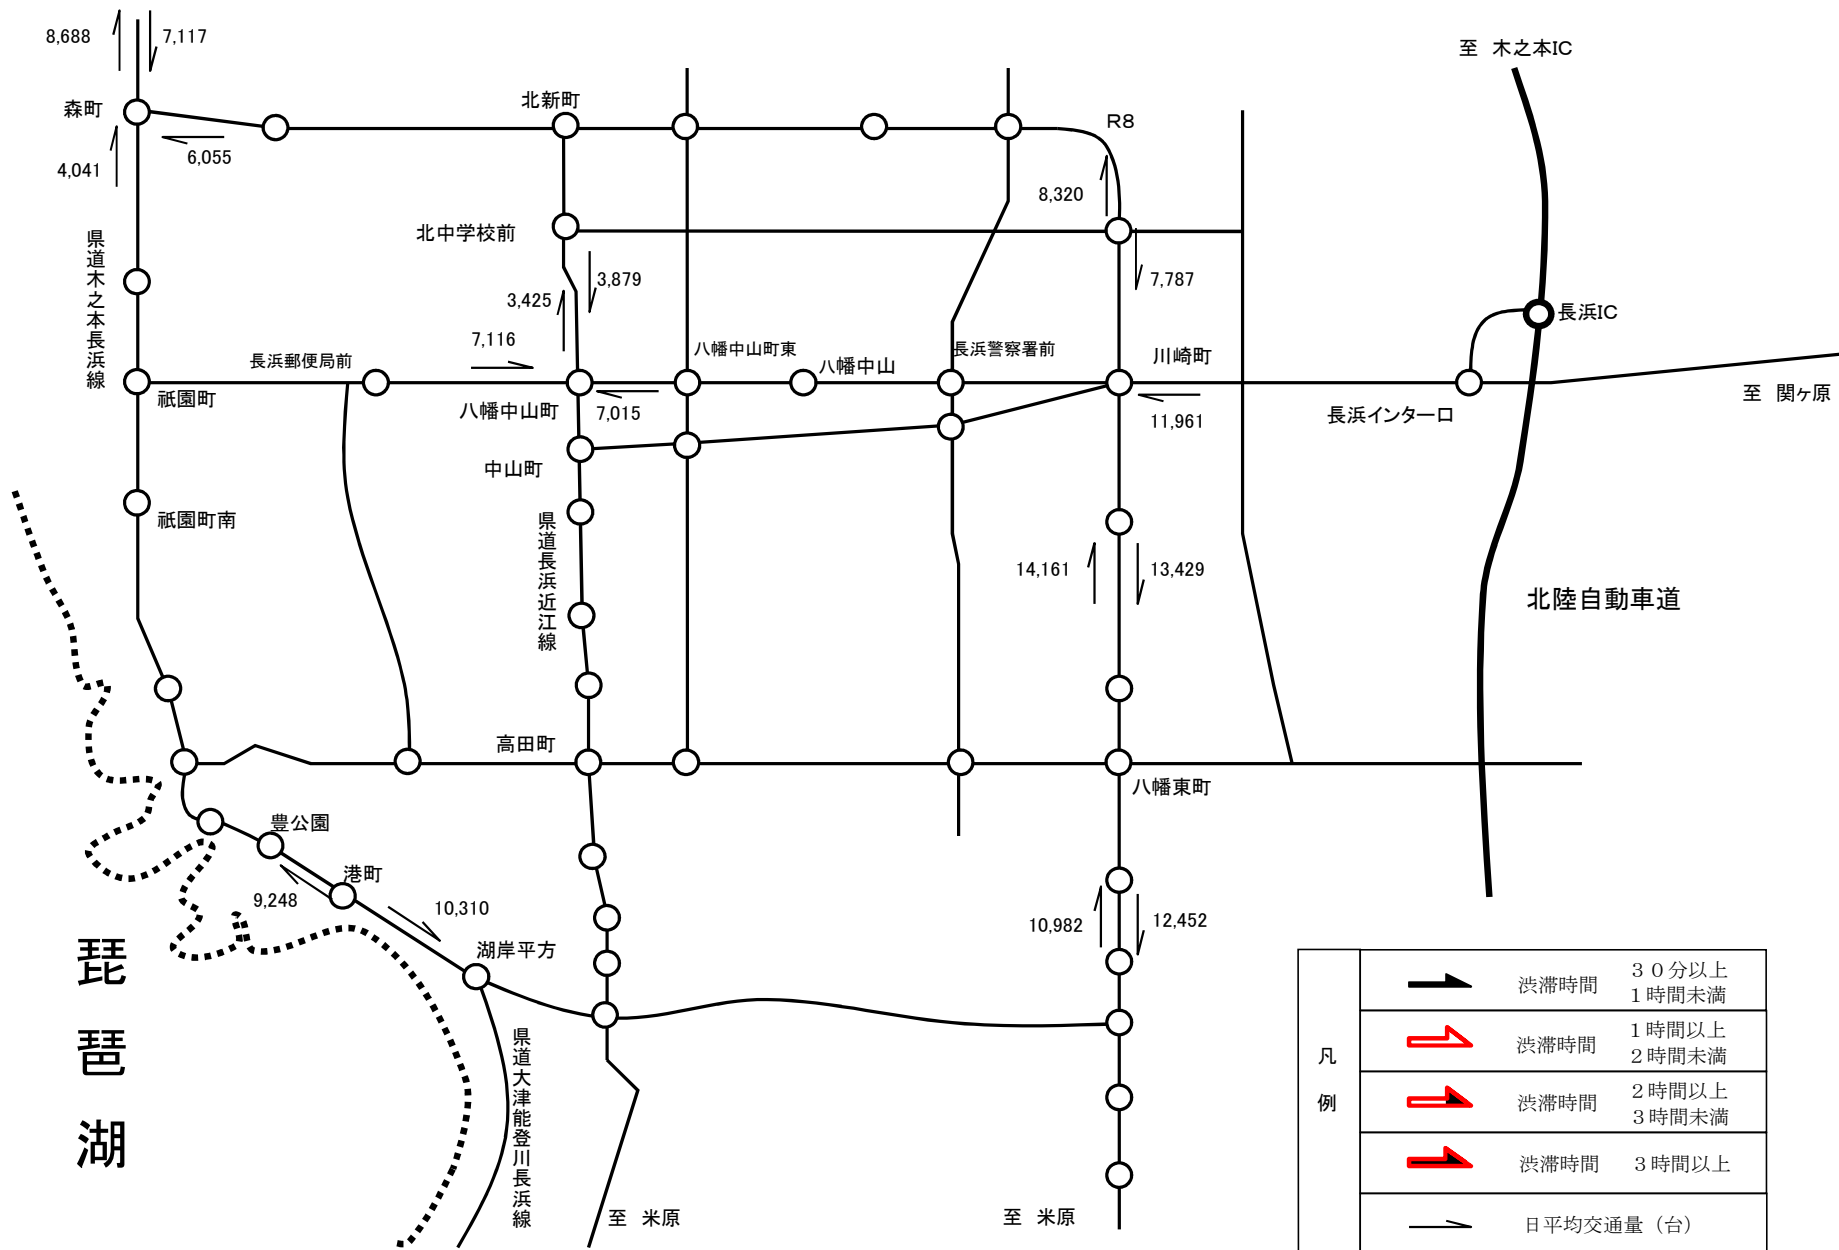 8,688
7,117
至 木之本IC
森町
北新町
R8
6,055
4,041
8,320
北中学校前
県道木之本長浜線
3,879
7,787
3,425
長浜IC
7,116
長浜郵便局前
八幡中山町東
八幡中山
長浜警察署前
川崎町
祇園町
八幡中山町
7,015
11,961
長浜インター口
至 関ヶ原
中山町
祇園町南
県道長浜近江線
14,161
13,429
北陸自動車道
高田町
八幡東町
豊公園
港町
9,248
10,310
10,982
12,452
湖岸平方
琵琶湖
県道大津能登川長浜線
至 米原
至 米原
凡例
渋滞時間 30分以上
1時間未満
渋滞時間 1時間以上
2時間未満
渋滞時間 2時間以上
3時間未満
渋滞時間 3時間以上
日平均交通量(台)